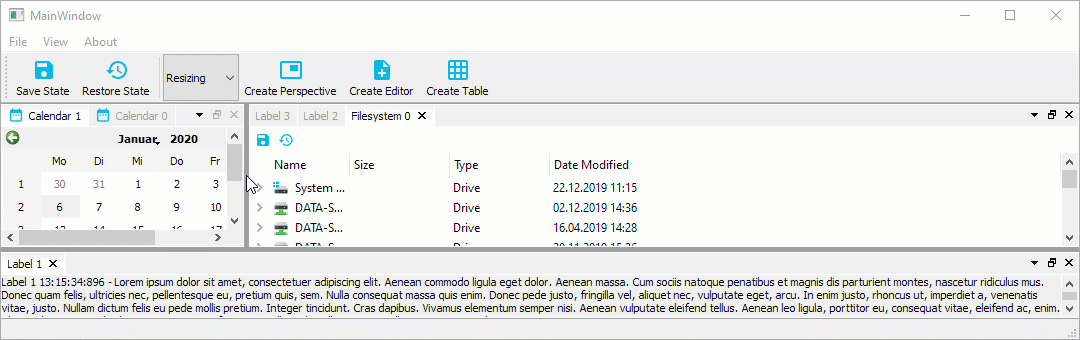 MainWindow
File View About
Save State Restore State Resizing Create Perspective Create Editor Create Table
Calendar 1 Calendar 0 Label 3 Label 2 Filesystem 0
Januar 2020
Mo Di Mi Do Fr
1 30 31 1 2 3
2 6 7 8 9 10
Name Size Type Date Modified
System ... Drive 22.12.2019 11:15
DATA-S... Drive 02.12.2019 14:36
DATA-S... Drive 16.04.2019 14:28
Label 1
Label 1 13:15:34:896 - Lorem ipsum dolor sit amet, consectetuer adipiscing elit. Aenean commodo ligula eget dolor. Aenean massa. Cum sociis natoque penatibus et magnis dis parturient montes, nascetur ridiculus mus.
Donec quam felis, ultricies nec, pellentesque eu, pretium quis, sem. Nulla consequat massa quis enim. Donec pede justo, fringilla vel, aliquet nec, vulputate eget, arcu. In enim justo, rhoncus ut, imperdiet a, venenatis
vitae, justo. Nullam dictum felis eu pede mollis pretium. Integer tincidunt. Cras dapibus. Vivamus elementum semper nisi. Aenean vulputate eleifend tellus. Aenean leo ligula, porttitor eu, consequat vitae, eleifend ac, enim.